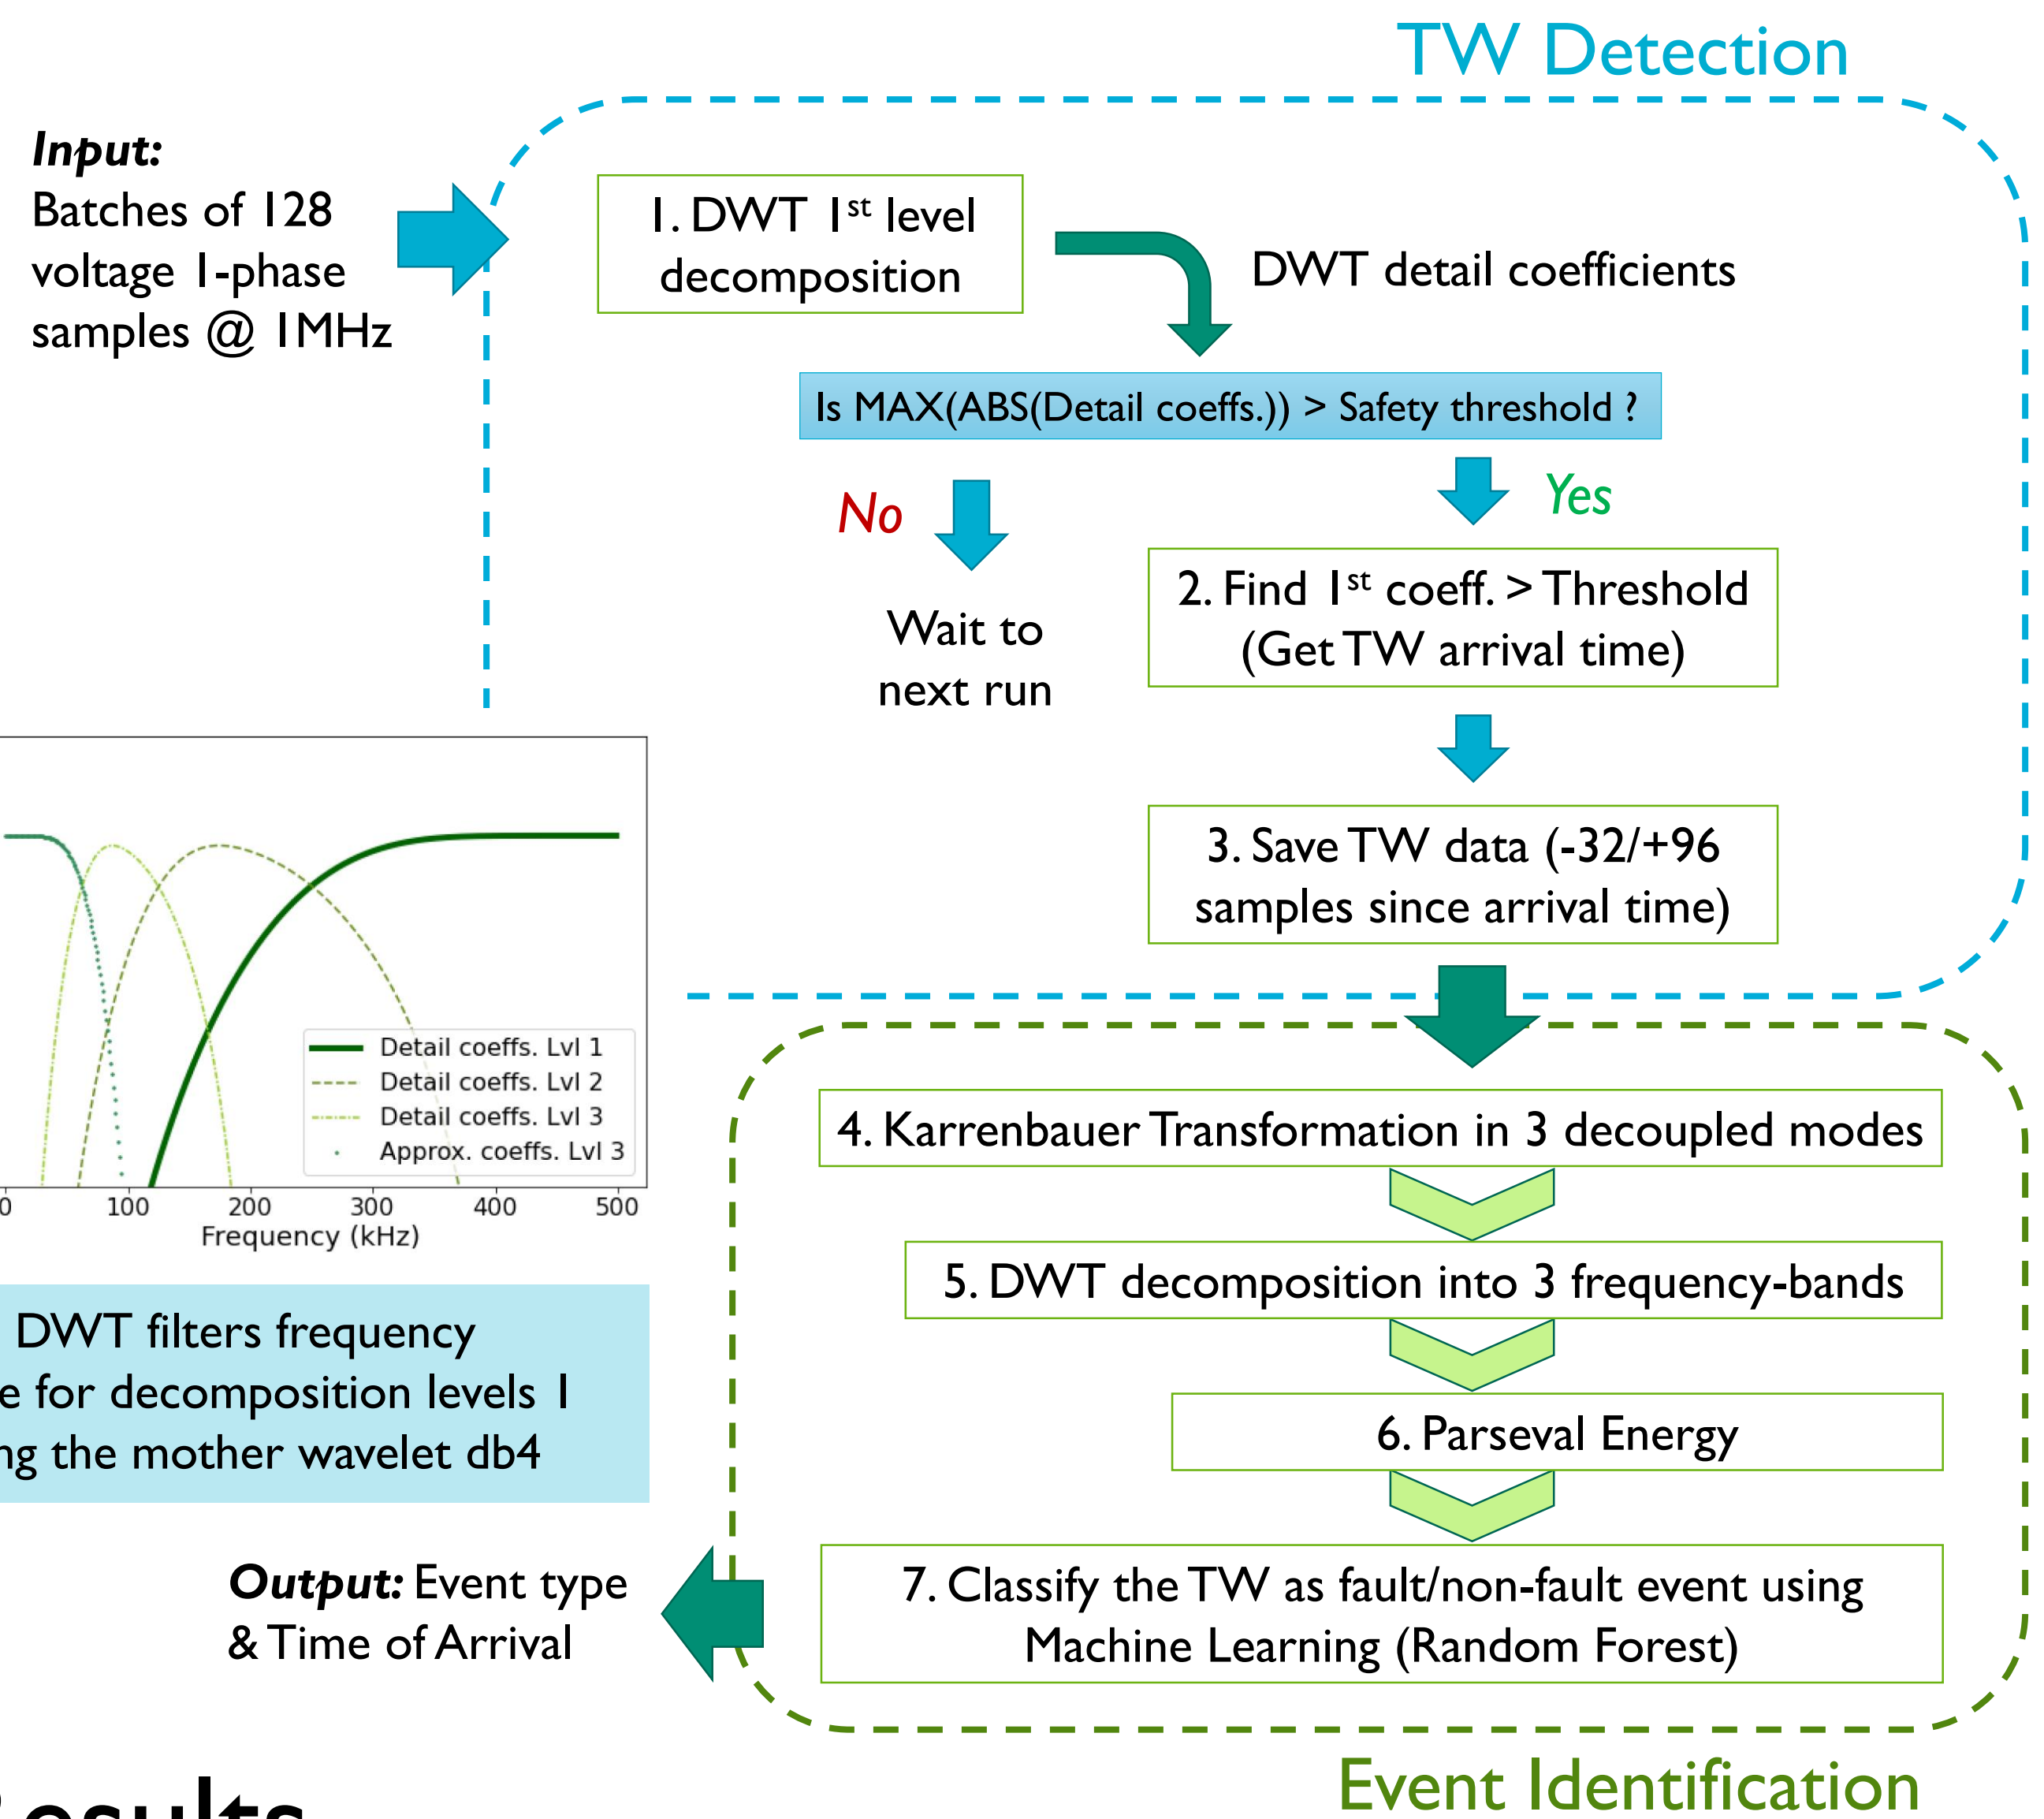 TW Detection
Input:
Batches of 128
voltage 1-phase
samples @ 1MHz
1. DWT 1st level
decomposition
DWT detail coefficients
Is MAX(ABS(Detail coeffs.)) > Safety threshold ?
No
Yes
Wait to
next run
2. Find 1st coeff. > Threshold
(Get TW arrival time)
3. Save TW data (-32/+96
samples since arrival time)
Detail coeffs. Lvl 1
Detail coeffs. Lvl 2
Detail coeffs. Lvl 3
Approx. coeffs. Lvl 3
0 100 200 300 400 500
Frequency (kHz)
DWT filters frequency
e for decomposition levels 1
ng the mother wavelet db4
4. Karrenbauer Transformation in 3 decoupled modes
5. DWT decomposition into 3 frequency-bands
6. Parseval Energy
7. Classify the TW as fault/non-fault event using
Machine Learning (Random Forest)
Output: Event type
& Time of Arrival
Event Identification
Results